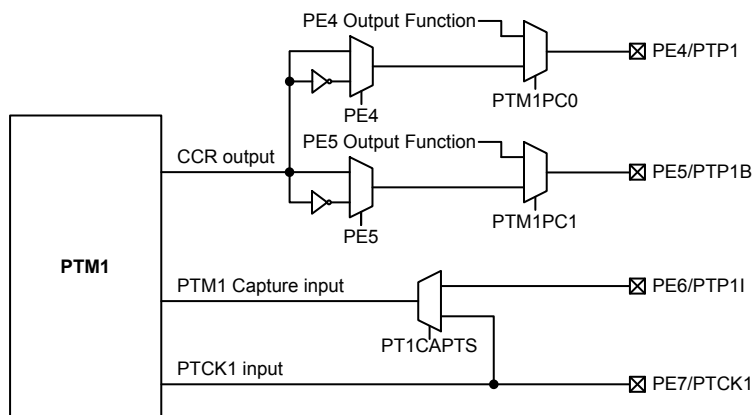 PE4 Output Function
PE4/PTP1
PE4
PTM1PC0
PE5 Output Function
CCR output
PE5/PTP1B
PE5
PTM1PC1
PTM1
PTM1 Capture input
PE6/PTP1I
PT1CAPTS
PTCK1 input
PE7/PTCK1